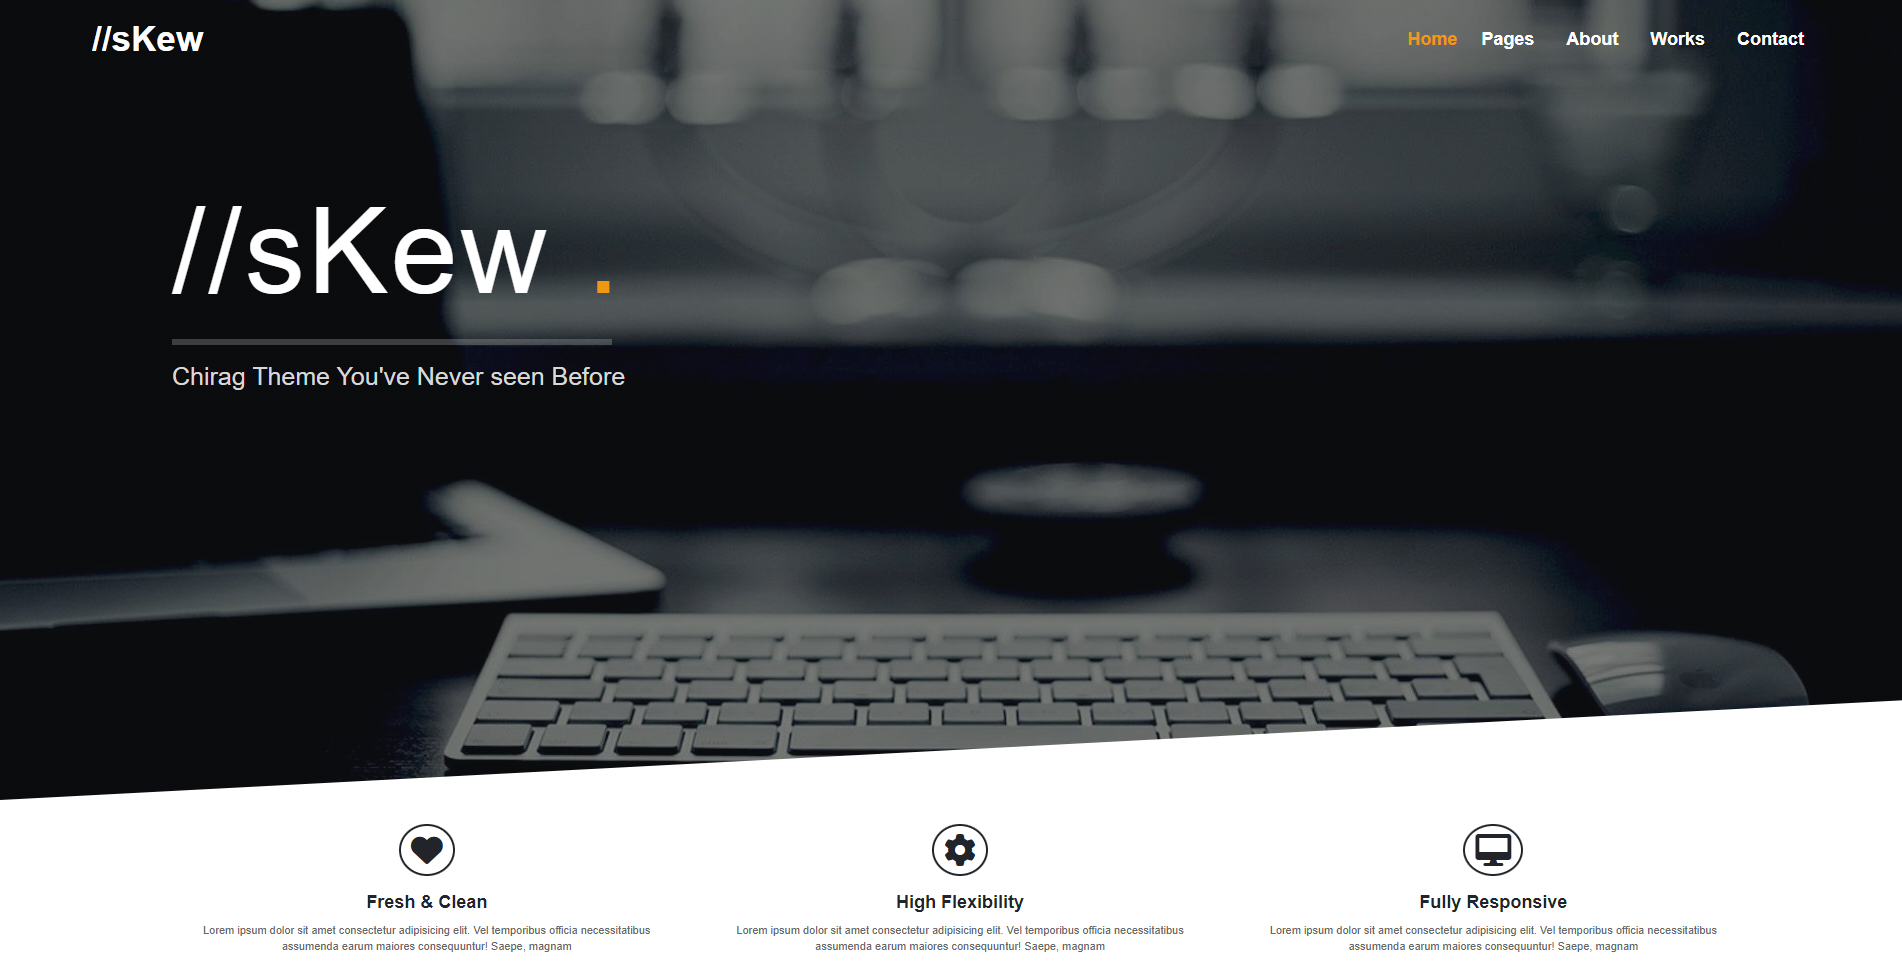 //sKew
Home Pages About Works Contact
//sKew .
Chirag Theme You've Never seen Before
Fresh & Clean
Lorem ipsum dolor sit amet consectetur adipisicing elit. Vel temporibus officia necessitatibus
assumenda earum maiores consequuntur! Saepe, magnam
High Flexibility
Lorem ipsum dolor sit amet consectetur adipisicing elit. Vel temporibus officia necessitatibus
assumenda earum maiores consequuntur! Saepe, magnam
Fully Responsive
Lorem ipsum dolor sit amet consectetur adipisicing elit. Vel temporibus officia necessitatibus
assumenda earum maiores consequuntur! Saepe, magnam